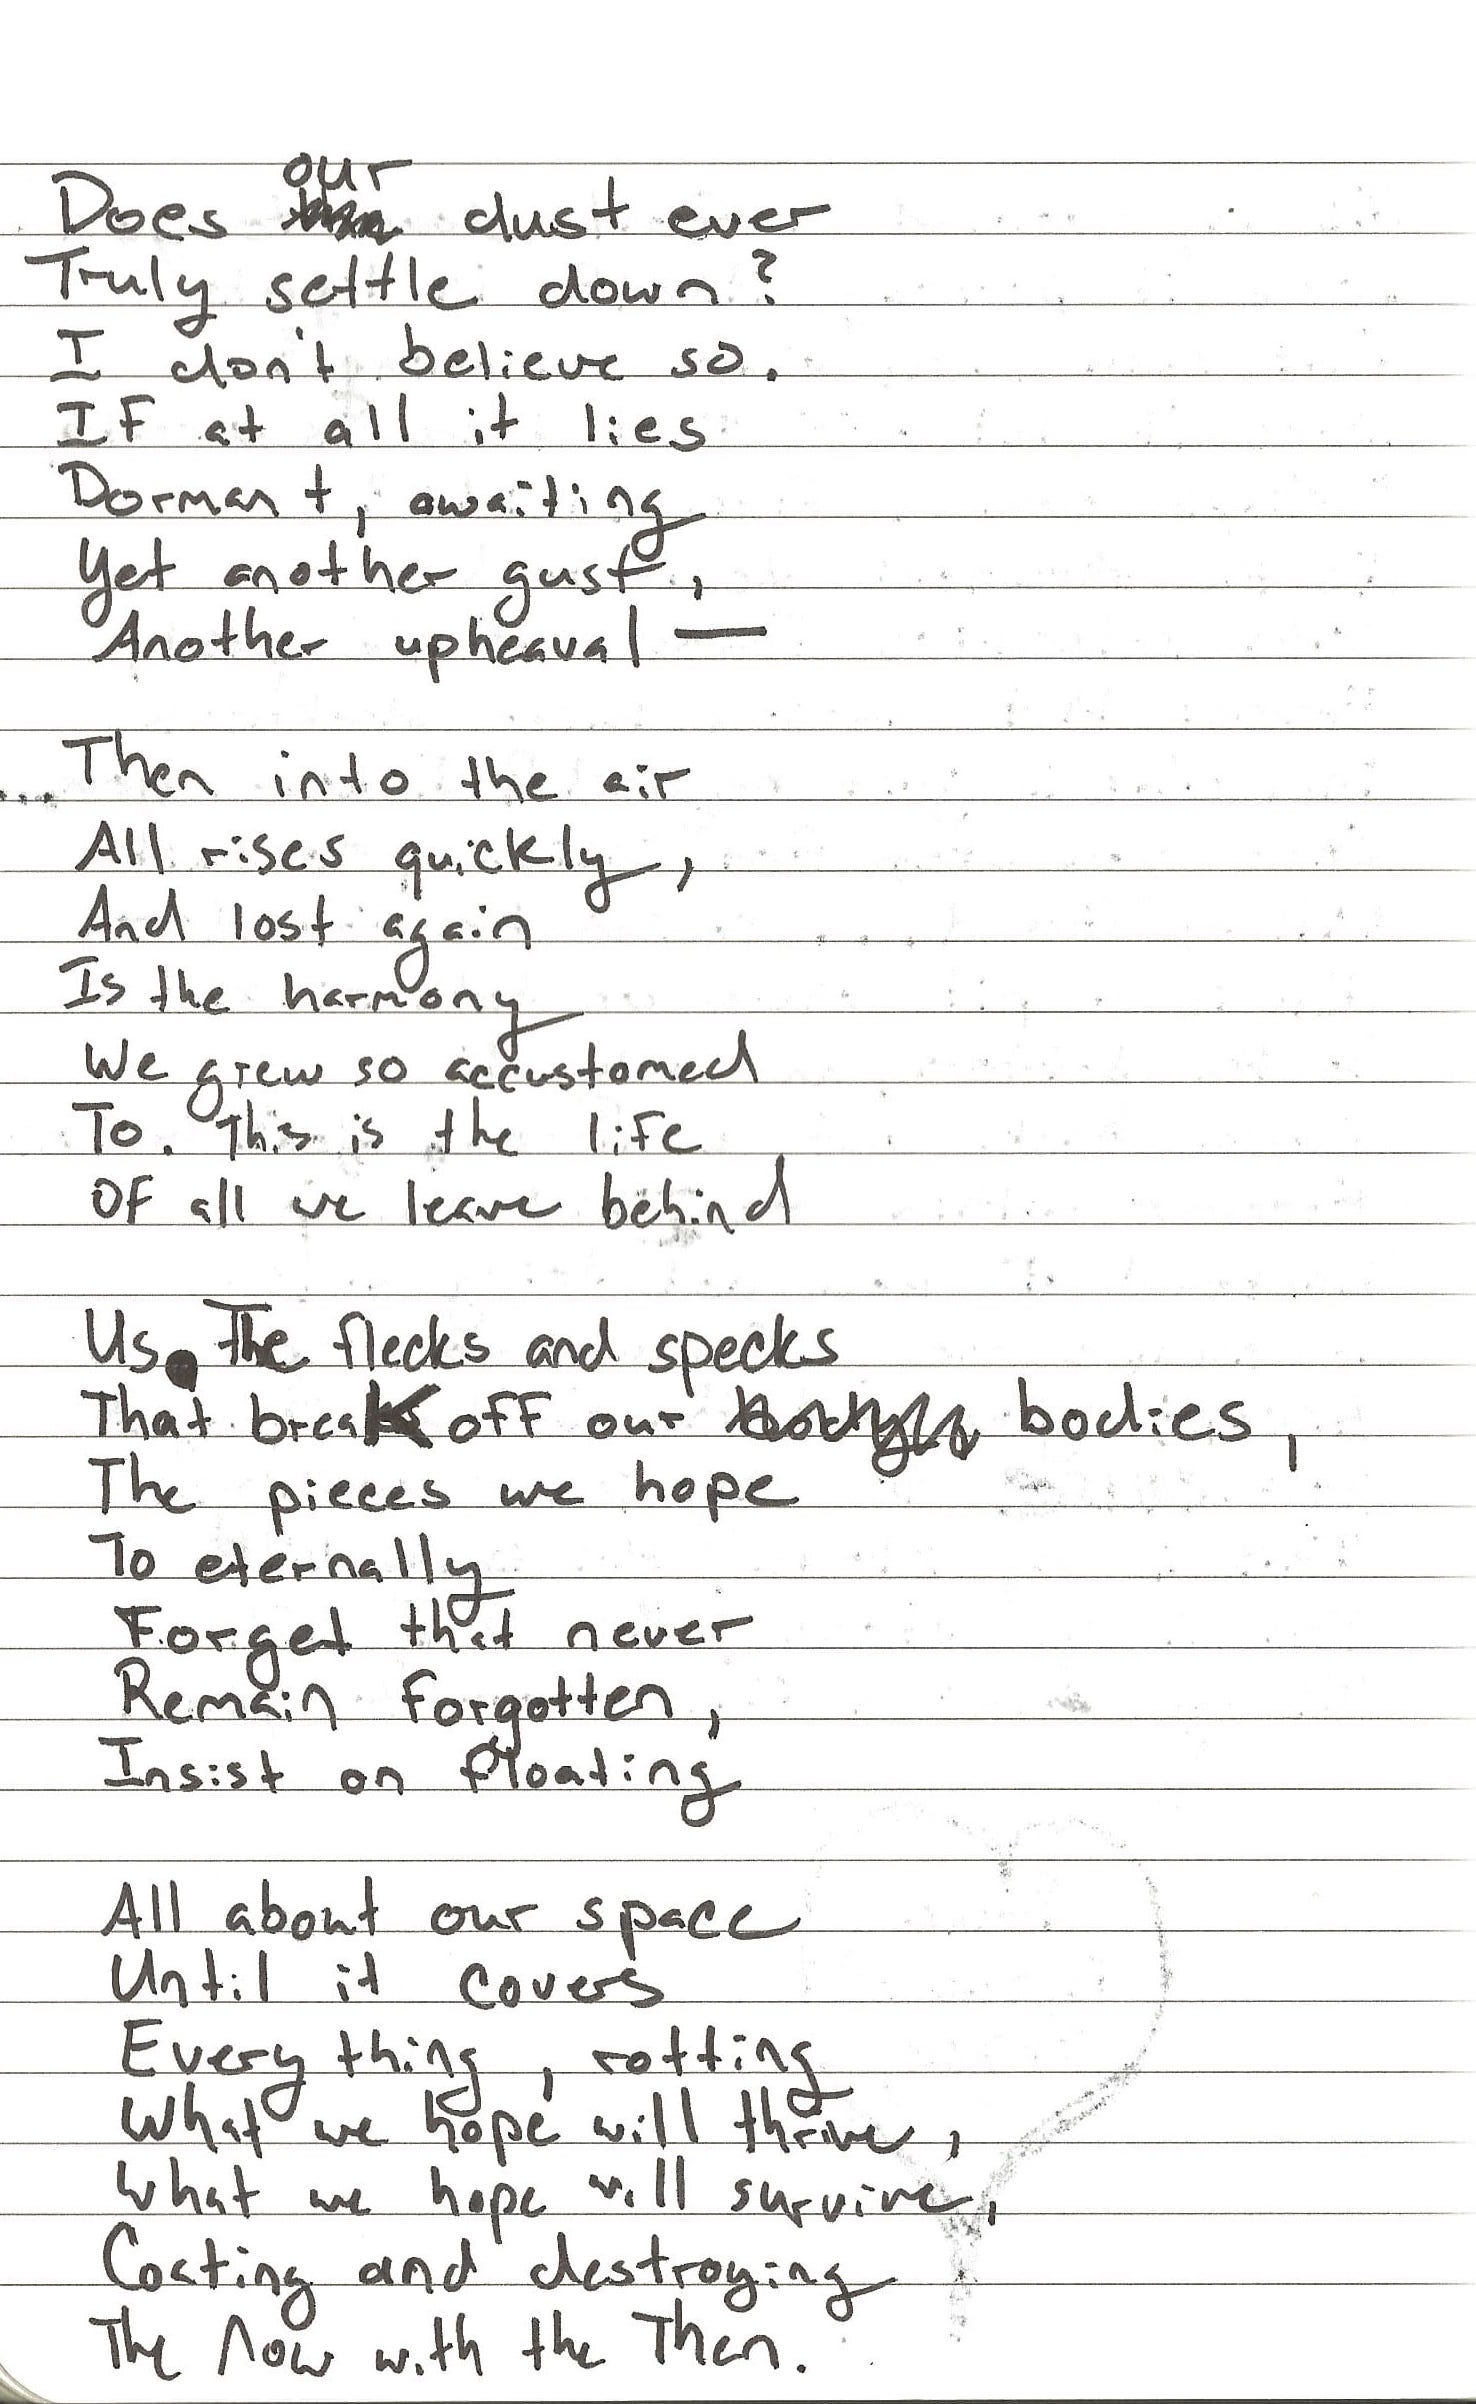 Does our dust ever
Truly settle down?
I don't believe so.
If at all it lies
Dormant, awaiting
Yet another gust,
Another upheaval —
... Then into the air
All rises quickly,
And lost again
Is the harmony
We grew so accustomed
To. This is the life
Of all we leave behind
Us. The flecks and specks
That break off our bodies,
The pieces we hope
To eternally
Forget that never
Remain forgotten,
Insist on floating
All about our space
Until it covers
Everything, rotting
What we hope will thrive,
What we hope will survive,
Coating and destroying
The Now with the Then.